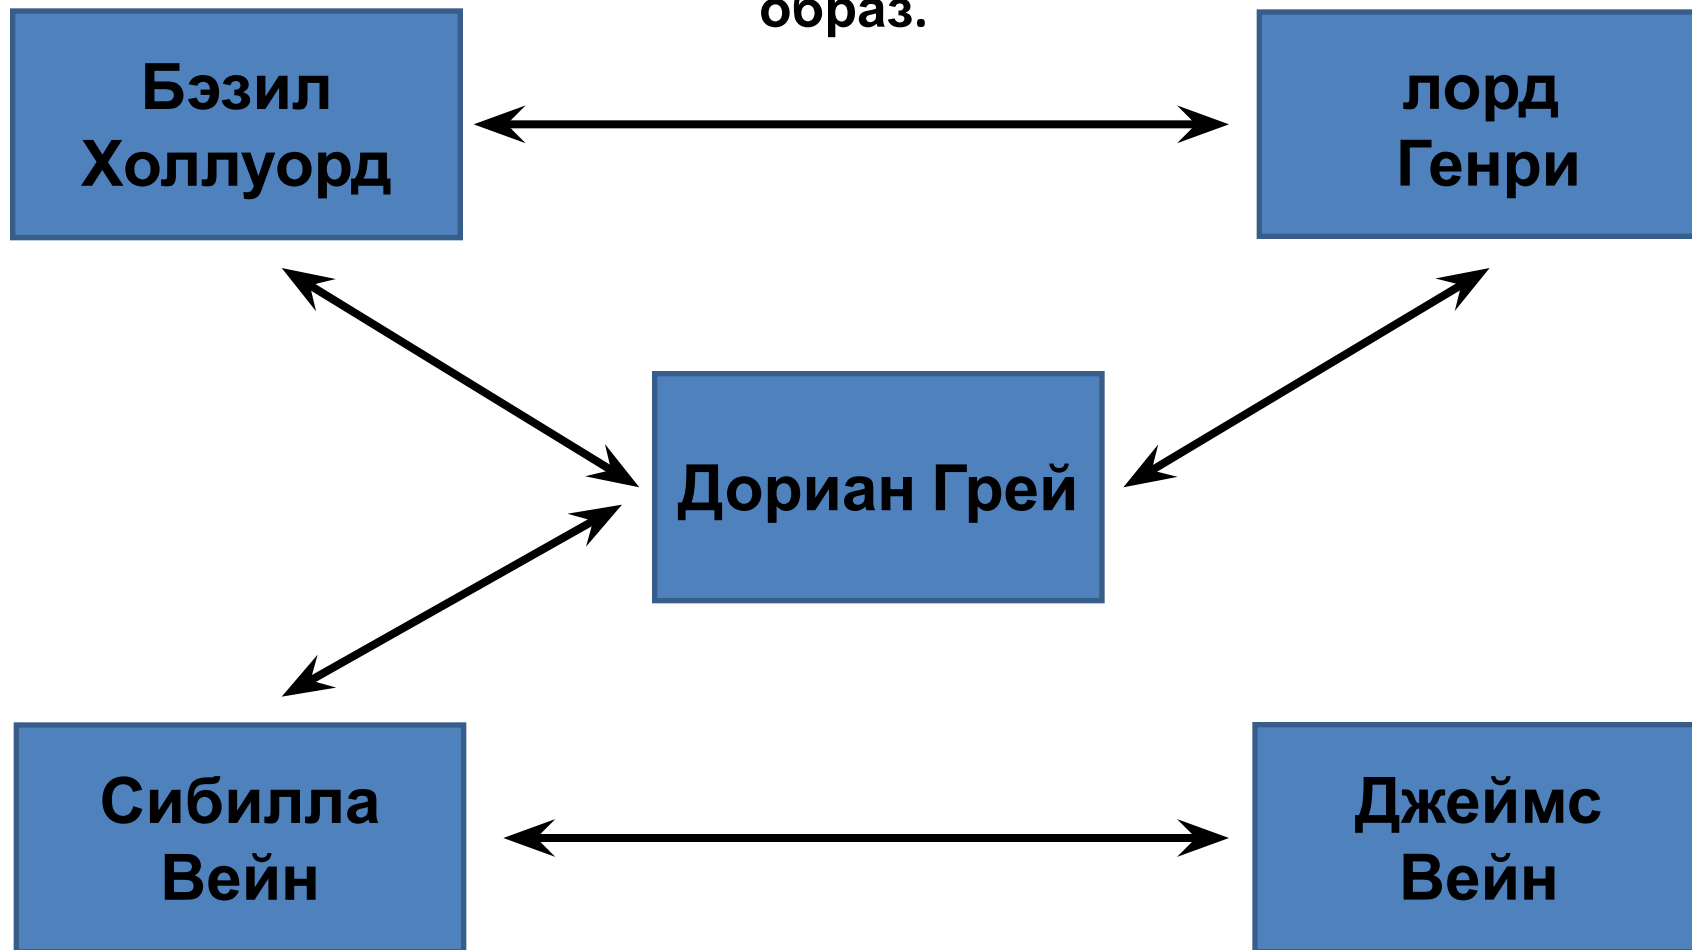 образ.
Бэзил
Холлуорд
лорд
Генри
Дориан Грей
Сибилла
Вейн
Джеймс
Вейн